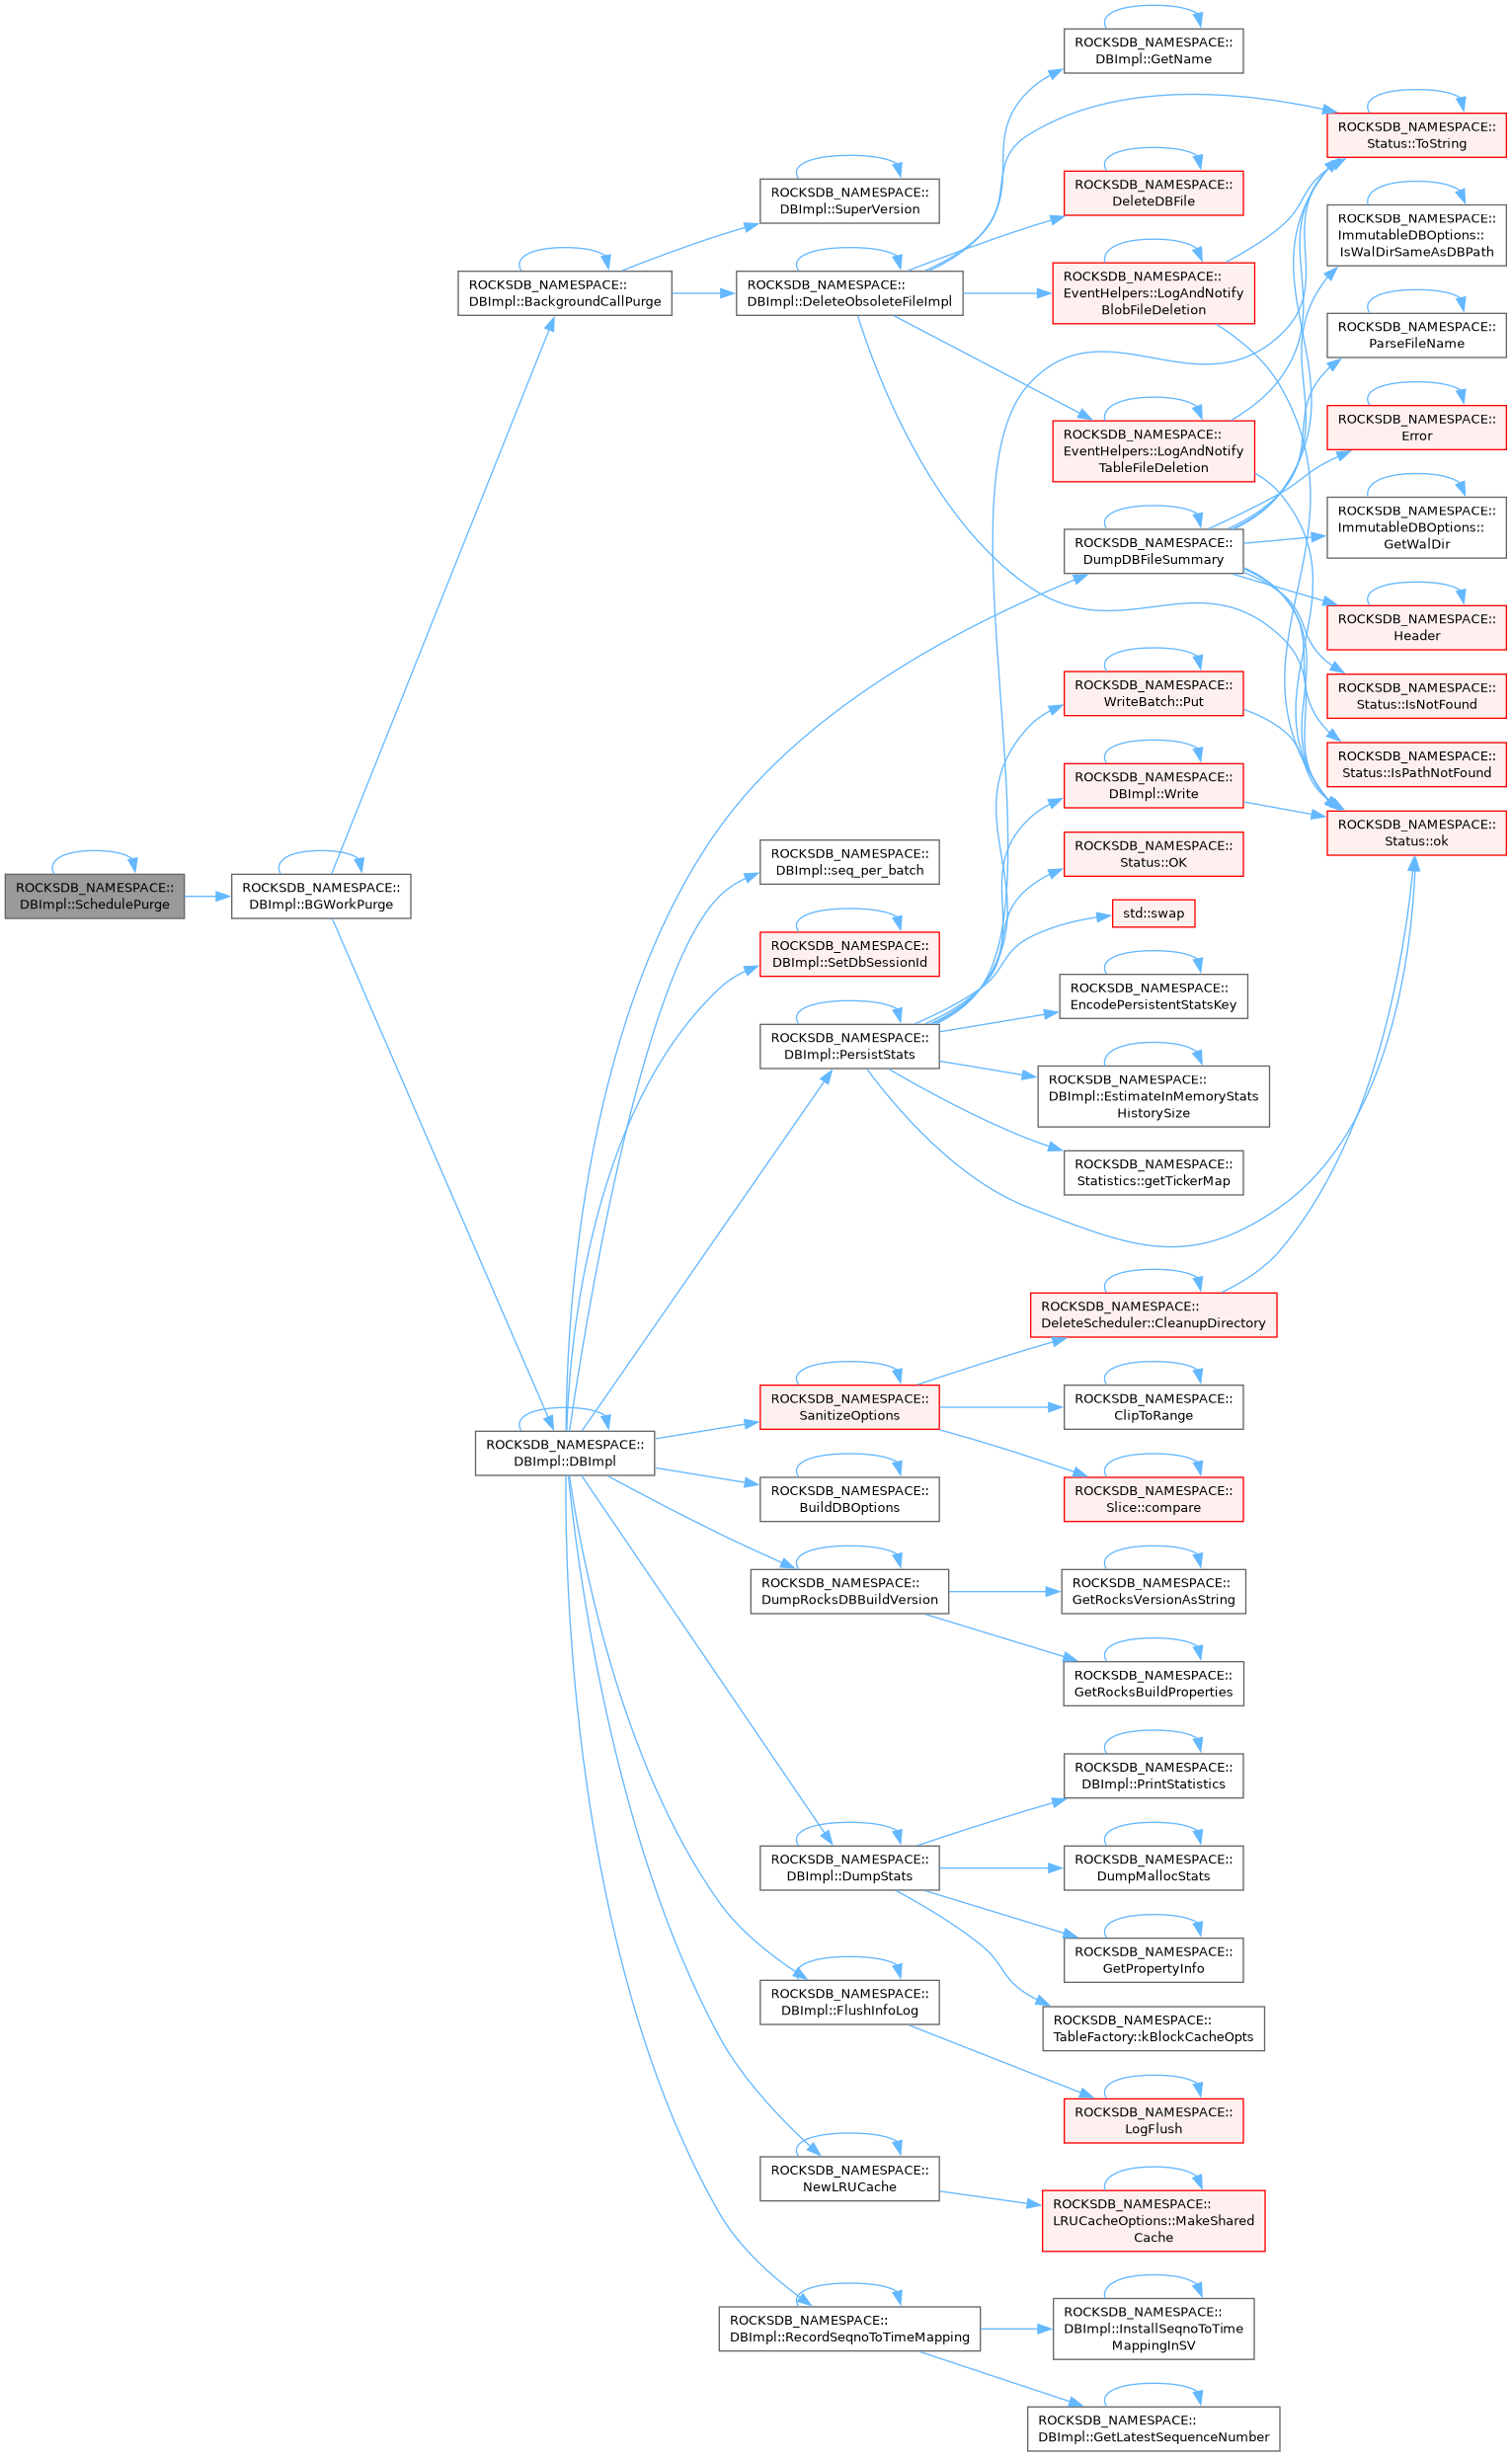 ROCKSDB_NAMESPACE::
DBImpl::SchedulePurge
ROCKSDB_NAMESPACE::
DBImpl::BGWorkPurge
ROCKSDB_NAMESPACE::
DBImpl::BackgroundCallPurge
ROCKSDB_NAMESPACE::
DBImpl::DBImpl
ROCKSDB_NAMESPACE::
DBImpl::SuperVersion
ROCKSDB_NAMESPACE::
DBImpl::DeleteObsoleteFileImpl
ROCKSDB_NAMESPACE::
DBImpl::seq_per_batch
ROCKSDB_NAMESPACE::
DBImpl::SetDbSessionId
ROCKSDB_NAMESPACE::
DBImpl::PersistStats
ROCKSDB_NAMESPACE::
SanitizeOptions
ROCKSDB_NAMESPACE::
BuildDBOptions
ROCKSDB_NAMESPACE::
DumpRocksDBBuildVersion
ROCKSDB_NAMESPACE::
DBImpl::DumpStats
ROCKSDB_NAMESPACE::
DBImpl::FlushInfoLog
ROCKSDB_NAMESPACE::
NewLRUCache
ROCKSDB_NAMESPACE::
DBImpl::RecordSeqnoToTimeMapping
ROCKSDB_NAMESPACE::
DBImpl::GetName
ROCKSDB_NAMESPACE::
DeleteDBFile
ROCKSDB_NAMESPACE::
EventHelpers::LogAndNotify
BlobFileDeletion
ROCKSDB_NAMESPACE::
EventHelpers::LogAndNotify
TableFileDeletion
ROCKSDB_NAMESPACE::
DumpDBFileSummary
ROCKSDB_NAMESPACE::
WriteBatch::Put
ROCKSDB_NAMESPACE::
DBImpl::Write
ROCKSDB_NAMESPACE::
Status::OK
std::swap
ROCKSDB_NAMESPACE::
EncodePersistentStatsKey
ROCKSDB_NAMESPACE::
DBImpl::EstimateInMemoryStats
HistorySize
ROCKSDB_NAMESPACE::
Statistics::getTickerMap
ROCKSDB_NAMESPACE::
DeleteScheduler::CleanupDirectory
ROCKSDB_NAMESPACE::
ClipToRange
ROCKSDB_NAMESPACE::
Slice::compare
ROCKSDB_NAMESPACE::
GetRocksVersionAsString
ROCKSDB_NAMESPACE::
GetRocksBuildProperties
ROCKSDB_NAMESPACE::
DBImpl::PrintStatistics
ROCKSDB_NAMESPACE::
DumpMallocStats
ROCKSDB_NAMESPACE::
GetPropertyInfo
ROCKSDB_NAMESPACE::
TableFactory::kBlockCacheOpts
ROCKSDB_NAMESPACE::
LogFlush
ROCKSDB_NAMESPACE::
LRUCacheOptions::MakeShared
Cache
ROCKSDB_NAMESPACE::
DBImpl::InstallSeqnoToTime
MappingInSV
ROCKSDB_NAMESPACE::
DBImpl::GetLatestSequenceNumber
ROCKSDB_NAMESPACE::
Status::ToString
ROCKSDB_NAMESPACE::
ImmutableDBOptions::
IsWalDirSameAsDBPath
ROCKSDB_NAMESPACE::
ParseFileName
ROCKSDB_NAMESPACE::
Error
ROCKSDB_NAMESPACE::
ImmutableDBOptions::
GetWalDir
ROCKSDB_NAMESPACE::
Header
ROCKSDB_NAMESPACE::
Status::IsNotFound
ROCKSDB_NAMESPACE::
Status::IsPathNotFound
ROCKSDB_NAMESPACE::
Status::ok